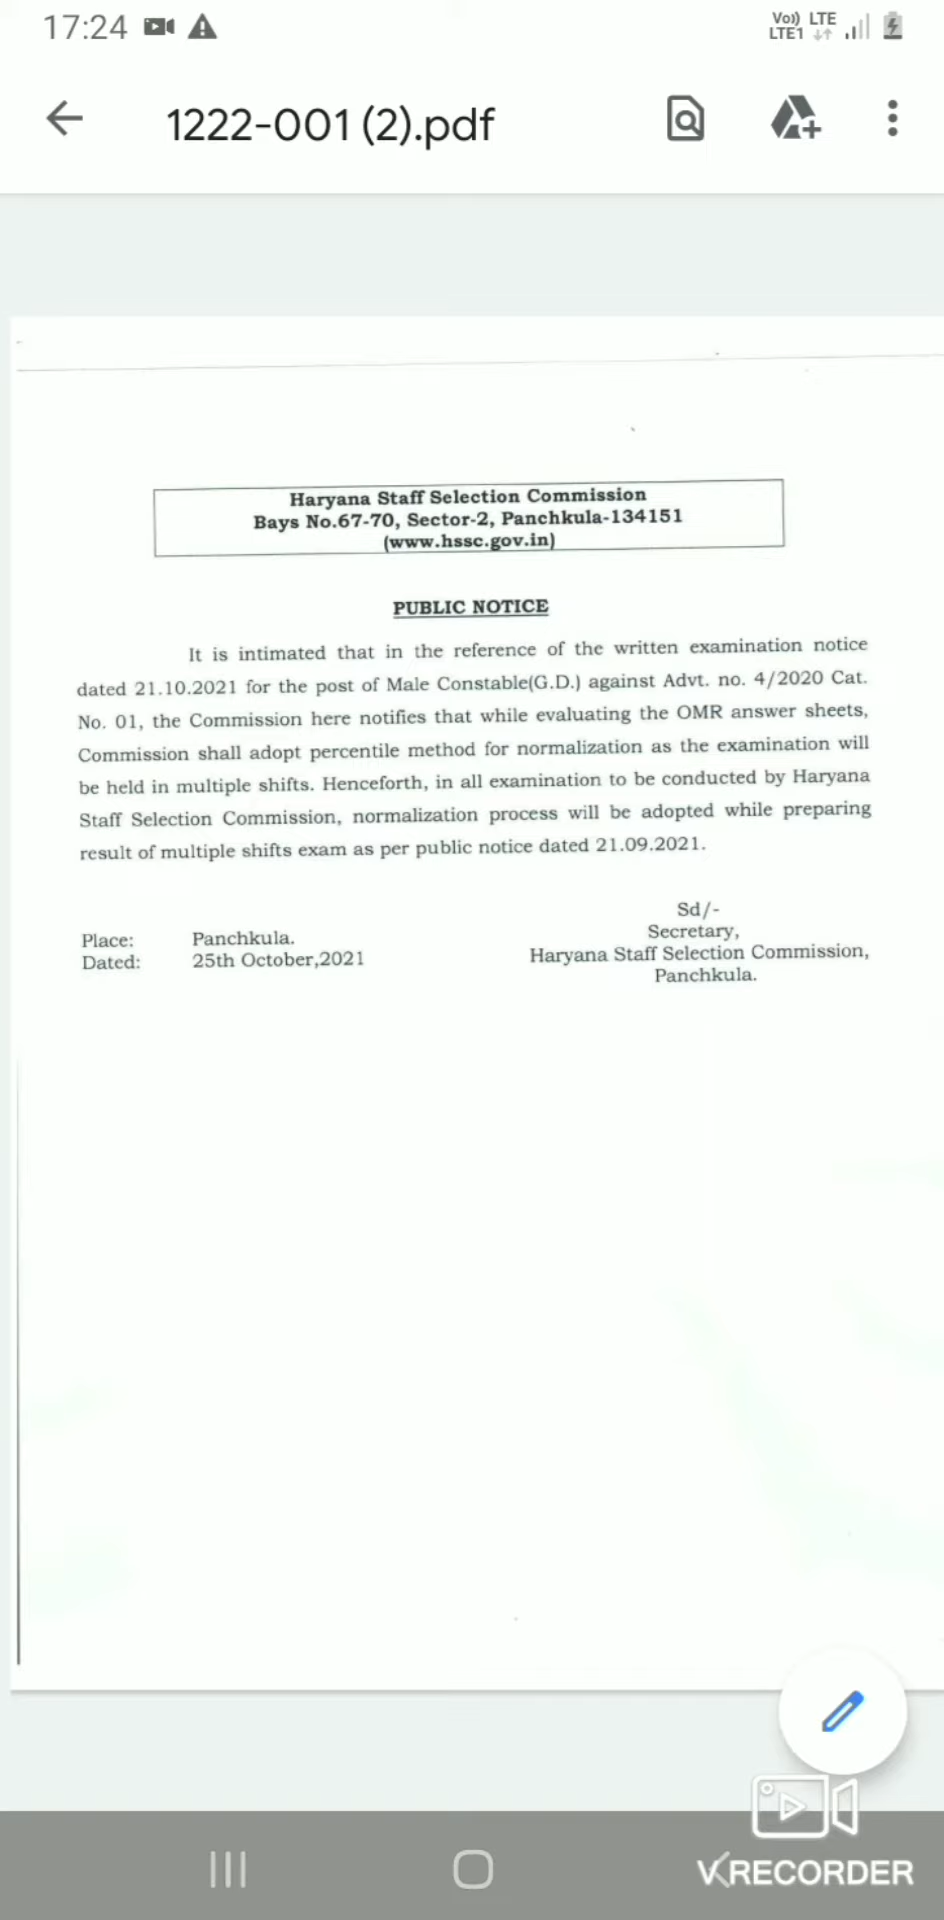 17:24
Vo) LTE
LTE1
1222-001 (2).pdf
Haryana Staff Selection Commission
Bays No.67-70, Sector-2, Panchkula-134151
(www.hssc.gov.in)
PUBLIC NOTICE
It is intimated that in the reference of the written examination notice
dated 21.10.2021 for the post of Male Constable(G.D.) against Advt. no. 4/2020 Cat.
No. 01, the Commission here notifies that while evaluating the OMR answer sheets,
Commission shall adopt percentile method for normalization as the examination will
be held in multiple shifts. Henceforth, in all examination to be conducted by Haryana
Staff Selection Commission, normalization process will be adopted while preparing
result of multiple shifts exam as per public notice dated 21.09.2021.
Sd/-
Secretary,
Haryana Staff Selection Commission,
Panchkula.
Place: Panchkula.
Dated: 25th October,2021
VRECORDER